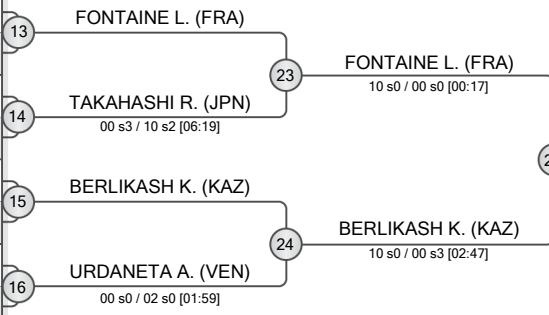 13
FONTAINE L. (FRA)
23
FONTAINE L. (FRA)
10 s0 / 00 s0 [00:17]
14
TAKAHASHI R. (JPN)
00 s3 / 10 s2 [06:19]
15
BERLIKASH K. (KAZ)
24
BERLIKASH K. (KAZ)
10 s0 / 00 s3 [02:47]
16
URDANETA A. (VEN)
00 s0 / 02 s0 [01:59]